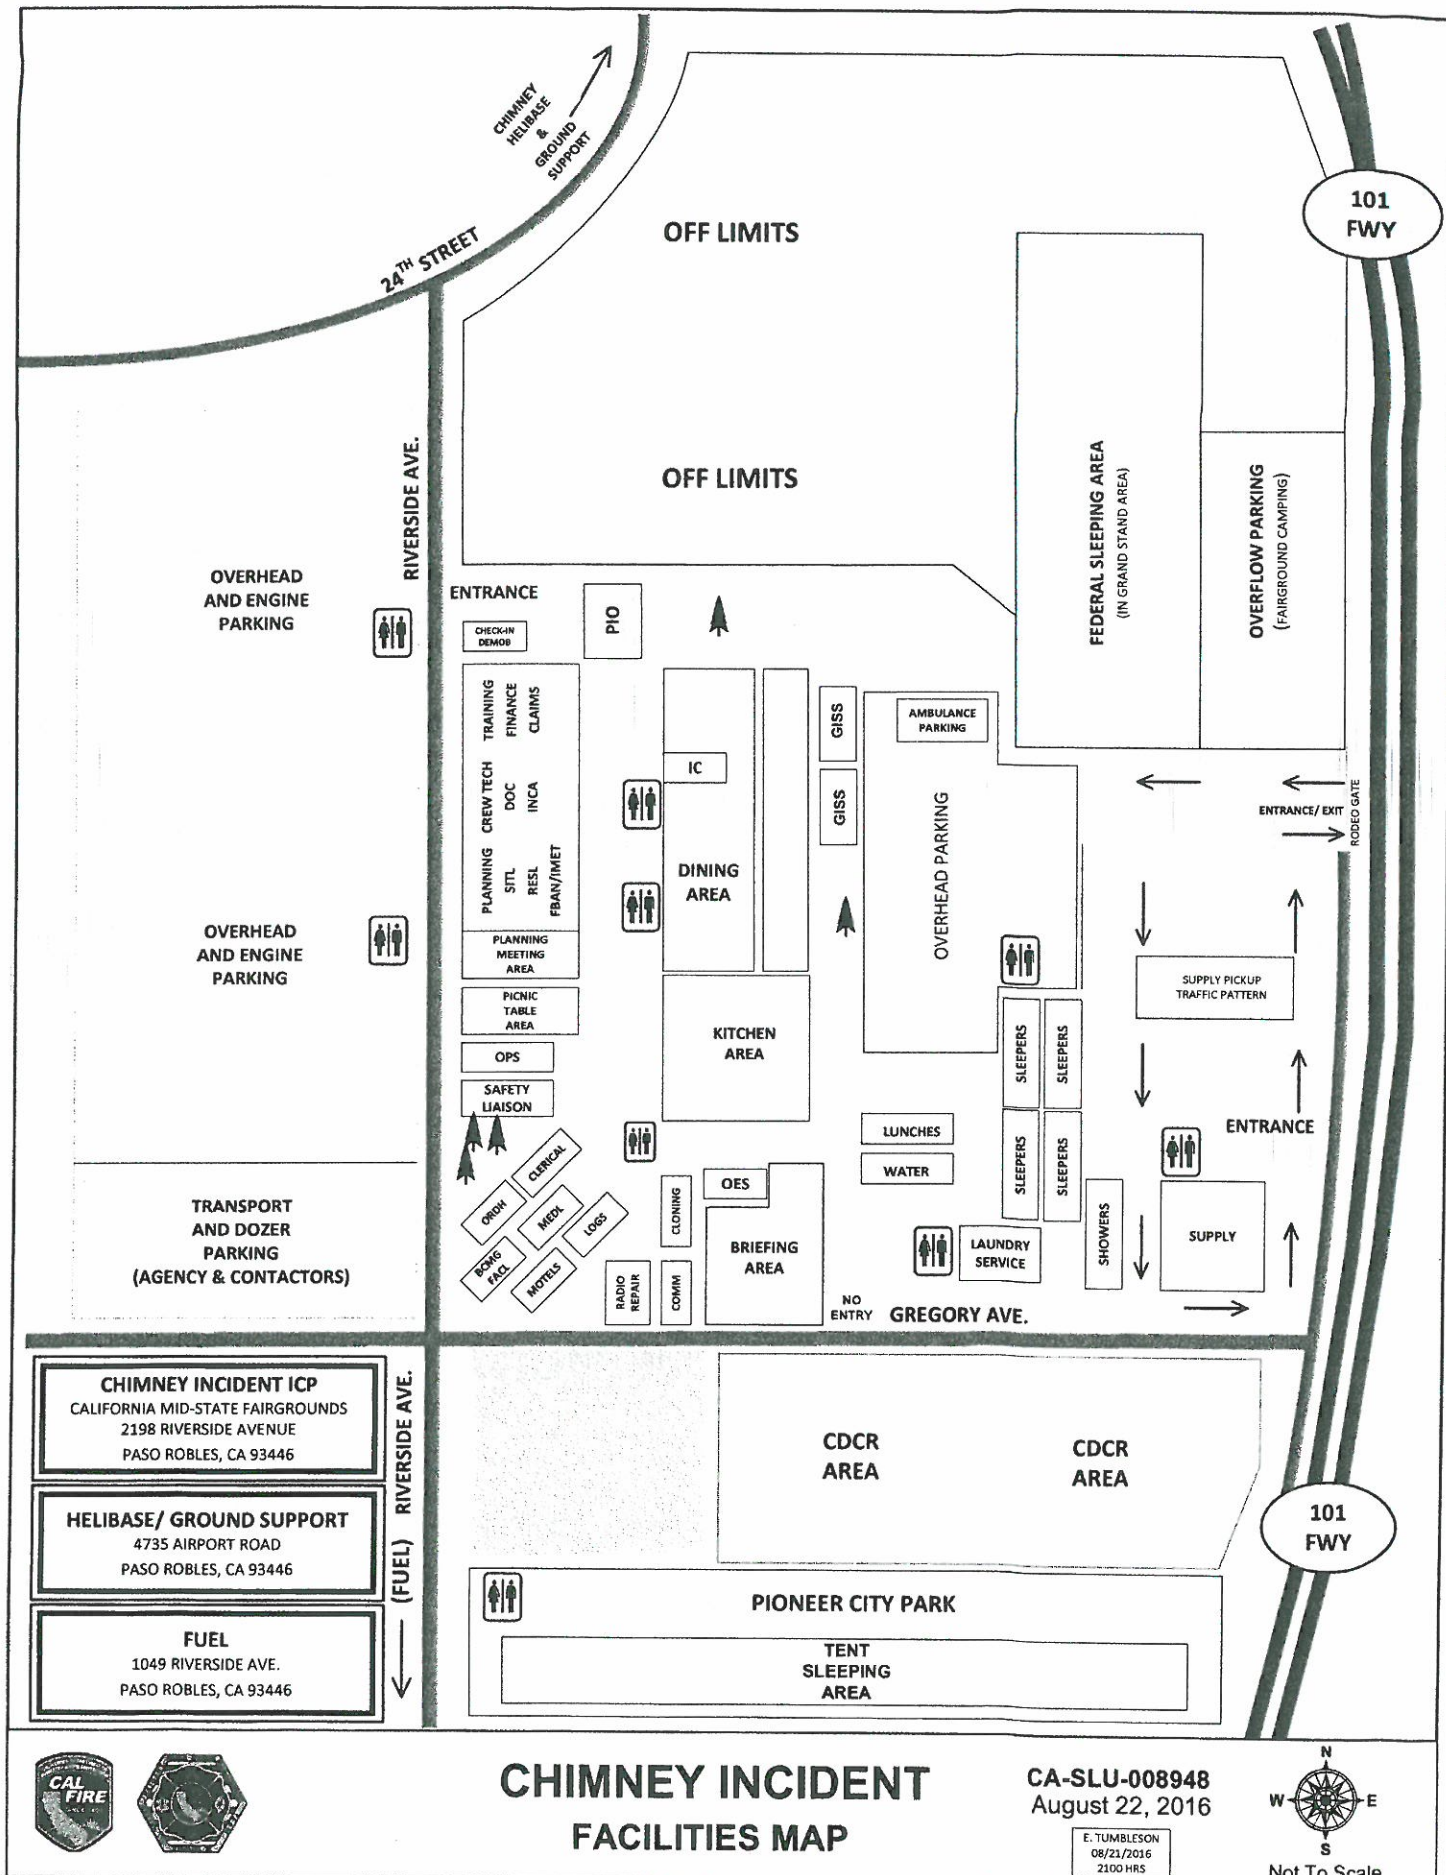 CHIMNEY
HELIBASE
&
GROUND
SUPPORT
24TH STREET
101
FWY
OFF LIMITS
OFF LIMITS
RIVERSIDE AVE.
FEDERAL SLEEPING AREA
(IN GRAND STAND AREA)
OVERFLOW PARKING
(FAIRGROUND CAMPING)
OVERHEAD
AND ENGINE
PARKING
ENTRANCE
CHECK-IN
DEMOB
PIO
TRAINING
FINANCE
CLAIMS
CREW TECH
DOC
INCA
PLANNING
SITL
RESL
FBAN/IMET
PLANNING
MEETING
AREA
PICNIC
TABLE
AREA
OPS
SAFETY
LIAISON
IC
DINING
AREA
GISS
GISS
AMBULANCE
PARKING
OVERHEAD PARKING
ENTRANCE/ EXIT
RODEO GATE
OVERHEAD
AND ENGINE
PARKING
KITCHEN
AREA
SUPPLY PICKUP
TRAFFIC PATTERN
SLEEPERS
SLEEPERS
SLEEPERS
SLEEPERS
LUNCHES
WATER
ENTRANCE
TRANSPORT
AND DOZER
PARKING
(AGENCY & CONTACTORS)
CLERICAL
ORDH
MEDL
LOGS
BCMG
FACL
MOTELS
CLONING
OES
RADIO
REPAIR
COMM
BRIEFING
AREA
LAUNDRY
SERVICE
SHOWERS
SUPPLY
NO
ENTRY
GREGORY AVE.
CHIMNEY INCIDENT ICP
CALIFORNIA MID-STATE FAIRGROUNDS
2198 RIVERSIDE AVENUE
PASO ROBLES, CA 93446
HELIBASE/ GROUND SUPPORT
4735 AIRPORT ROAD
PASO ROBLES, CA 93446
FUEL
1049 RIVERSIDE AVE.
PASO ROBLES, CA 93446
(FUEL) RIVERSIDE AVE.
CDCR
AREA
CDCR
AREA
101
FWY
PIONEER CITY PARK
TENT
SLEEPING
AREA
CAL
FIRE
CHIMNEY INCIDENT
FACILITIES MAP
CA-SLU-008948
August 22, 2016
E. TUMBLESON
08/21/2016
2100 HRS
N
W
E
S
Not To Scale